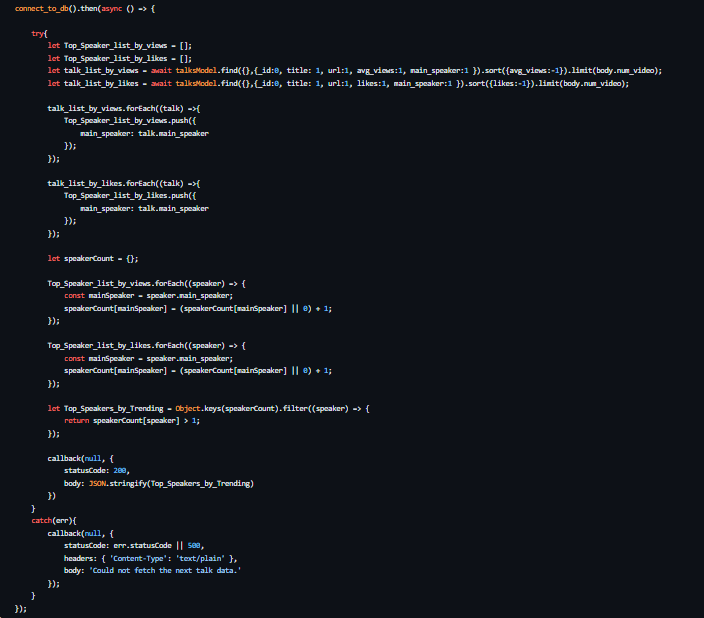 connect_to_db().then(async () => {
try{
let Top_Speaker_list_by_views = [];
let Top_Speaker_list_by_likes = [];
let talk_list_by_views = await talksModel.find({},{_id:0, title: 1, url:1, avg_views:1, main_speaker:1 }).sort({avg_views:-1}).limit(body.num_video);
let talk_list_by_likes = await talksModel.find({},{_id:0, title: 1, url:1, likes:1, main_speaker:1 }).sort({likes:-1}).limit(body.num_video);
talk_list_by_views.forEach((talk) =>{
Top_Speaker_list_by_views.push({
main_speaker: talk.main_speaker
});
});
talk_list_by_likes.forEach((talk) =>{
Top_Speaker_list_by_likes.push({
main_speaker: talk.main_speaker
});
});
let speakerCount = {};
Top_Speaker_list_by_views.forEach((speaker) => {
const mainSpeaker = speaker.main_speaker;
speakerCount[mainSpeaker] = (speakerCount[mainSpeaker] || 0) + 1;
});
Top_Speaker_list_by_likes.forEach((speaker) => {
const mainSpeaker = speaker.main_speaker;
speakerCount[mainSpeaker] = (speakerCount[mainSpeaker] || 0) + 1;
});
let Top_Speakers_by_Trending = Object.keys(speakerCount).filter((speaker) => {
return speakerCount[speaker] > 1;
});
callback(null, {
statusCode: 200,
body: JSON.stringify(Top_Speakers_by_Trending)
})
}
catch(err){
callback(null, {
statusCode: err.statusCode || 500,
headers: { 'Content-Type': 'text/plain' },
body: 'Could not fetch the next talk data.'
});
}
});